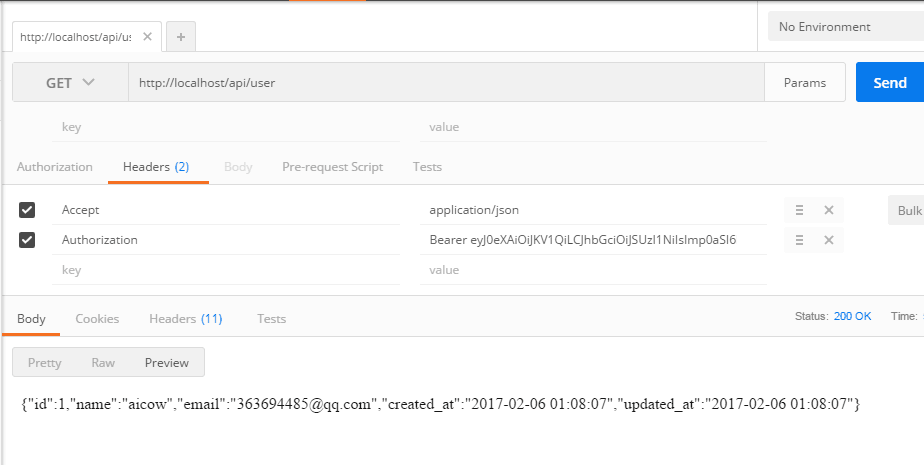 http://localhost/api/us
No Environment
GET http://localhost/api/user Params Send
key value
Authorization Headers (2) Body Pre-request Script Tests
Accept application/json Bulk
Authorization Bearer eyJ0eXAiOiJKV1QiLCJhbGciOiJSUzI1NiIsImp0aSI6
key value
Body Cookies Headers (11) Tests Status: 200 OK Time:
Pretty Raw Preview
{"id":1,"name":"aicow","email":"363694485@qq.com","created_at":"2017-02-06 01:08:07","updated_at":"2017-02-06 01:08:07"}